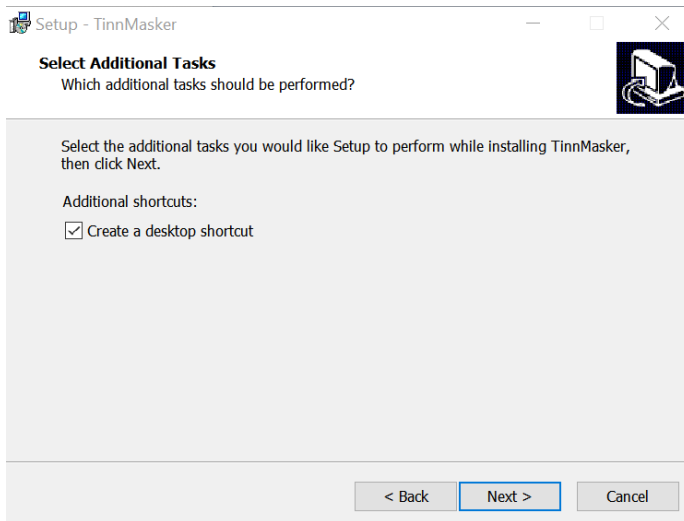 Setup - TinnMasker
Select Additional Tasks
Which additional tasks should be performed?
Select the additional tasks you would like Setup to perform while installing TinnMasker,
then click Next.
Additional shortcuts:
Create a desktop shortcut
< Back
Next >
Cancel